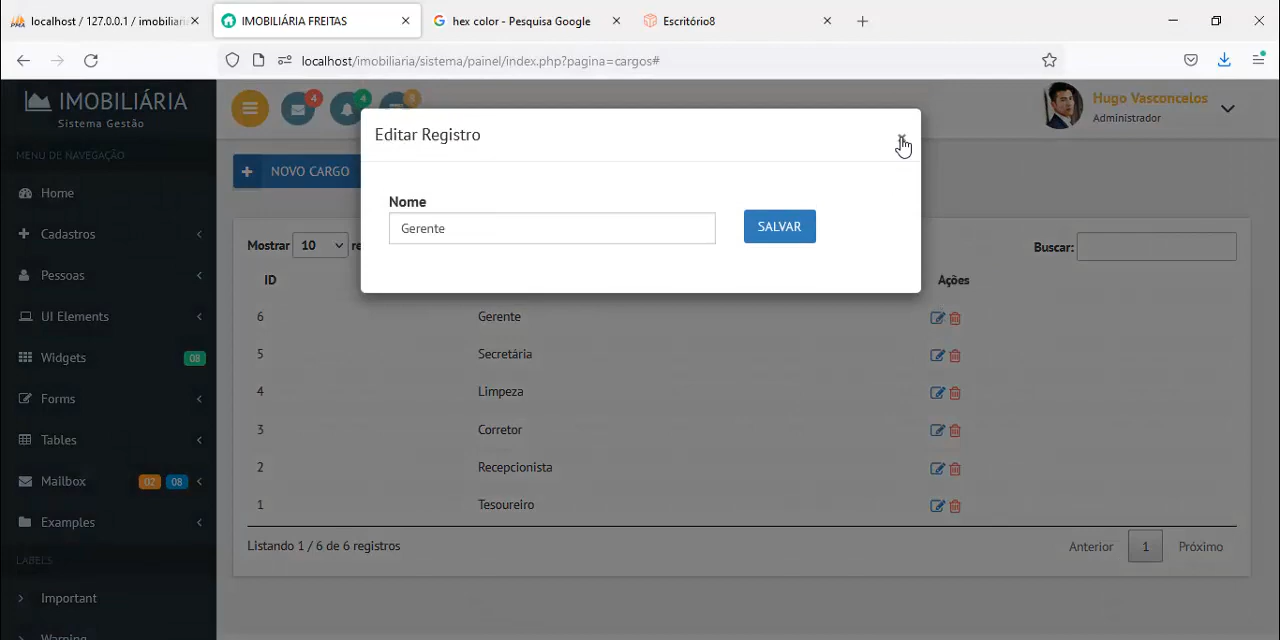 localhost / 127.0.0.1 / imobiliari
IMOBILIÁRIA FREITAS
hex color - Pesquisa Google
Escritório8
localhost/imobiliaria/sistema/painel/index.php?pagina=cargos#
IMOBILIÁRIA
Sistema Gestão
4
4
Hugo Vasconcelos
Administrador
MENU DE NAVEGAÇÃO
Home
Cadastros
Pessoas
UI Elements
Widgets
08
Forms
Tables
Mailbox
02
08
Examples
LABELS
Important
Warning
Editar Registro
Nome
Gerente
SALVAR
NOVO CARGO
Mostrar 10 re
Buscar:
ID
Ações
6 Gerente
5 Secretária
4 Limpeza
3 Corretor
2 Recepcionista
1 Tesoureiro
Listando 1 / 6 de 6 registros
Anterior 1 Próximo